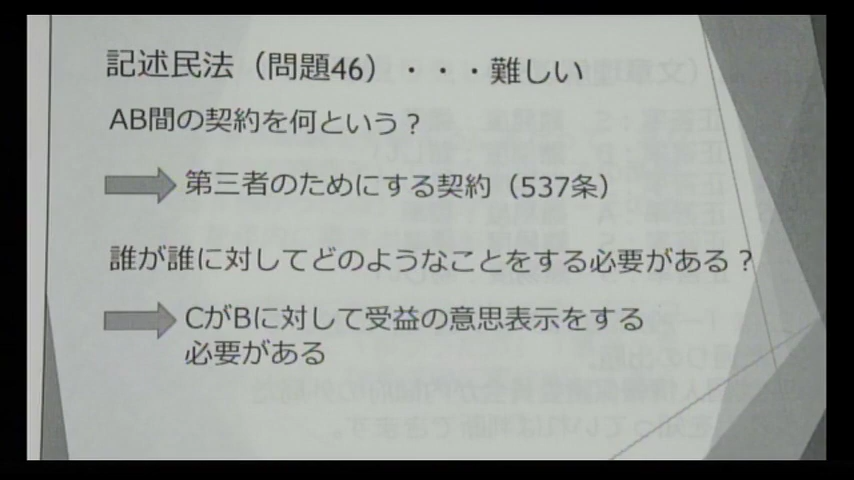 記述民法（問題46）・・・難しい
AB間の契約を何という？
第三者のためにする契約（537条）
誰が誰に対してどのようなことをする必要がある？
CがBに対して受益の意思表示をする
必要がある